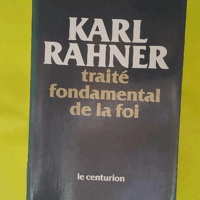 KARL
RAHNER
traité
fondamental
de la foi
le centurion